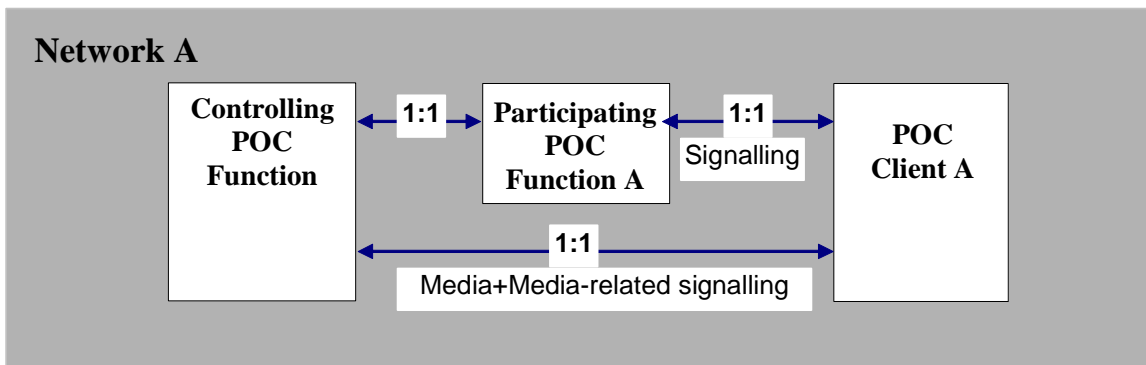 Network A
Controlling
POC
Function
1:1
Participating
POC
Function A
1:1
Signalling
POC
Client A
1:1
Media+Media-related signalling